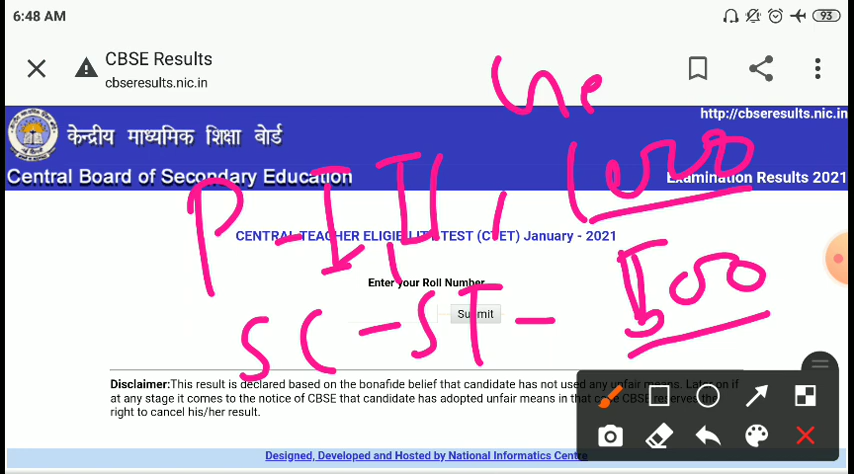 6:48 AM
93
CBSE Results
cbseresults.nic.in
http://cbseresults.nic.in
केन्द्रीय माध्यमिक शिक्षा बोर्ड
Central Board of Secondary Education
Examination Results 2021
1000
P - I II,
CENTRAL TEACHER ELIGIBILITY TEST (CTET) January - 2021
Enter your Roll Number
Submit
SC - ST - 500
Disclaimer:This result is declared based on the bonafide belief that candidate has not used any unfair means. Later on if
at any stage it comes to the notice of CBSE that candidate has adopted unfair means in that case CBSE reserves the
right to cancel his/her result.
Designed, Developed and Hosted by National Informatics Centre